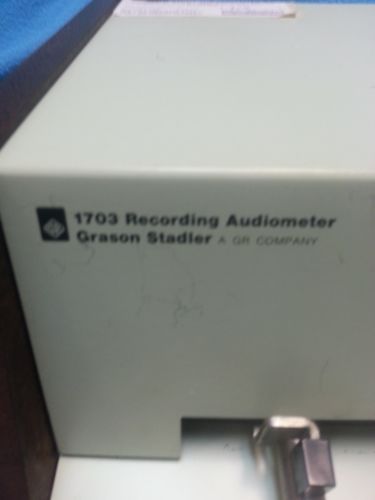 1703 Recording Audiometer
Grason Stadler A GR COMPANY